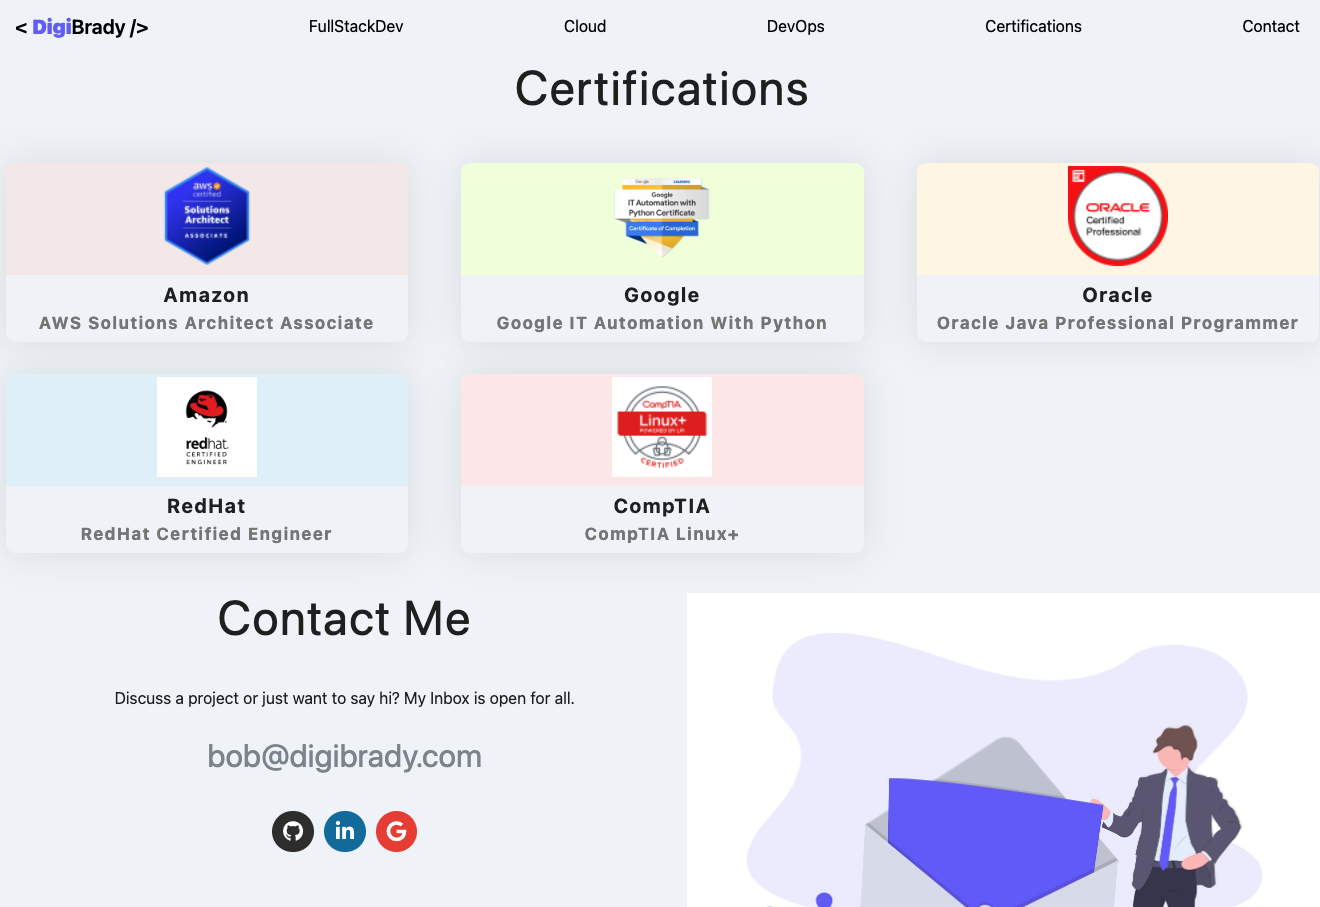 < DigiBrady />
FullStackDev
Cloud
DevOps
Certifications
Contact
Certifications
aws
certified
Solutions
Architect
ASSOCIATE
Amazon
AWS Solutions Architect Associate
Google
coursera
Google
IT Automation with
Python Certificate
Certificate of Completion
Google
Google IT Automation With Python
ORACLE
Certified
Professional
Oracle
Oracle Java Professional Programmer
redhat.
CERTIFIED
ENGINEER
RedHat
RedHat Certified Engineer
CompTIA
Linux+
POWERED BY LPI
CERTIFIED
CompTIA
CompTIA Linux+
Contact Me
Discuss a project or just want to say hi? My Inbox is open for all.
bob@digibrady.com
in
G